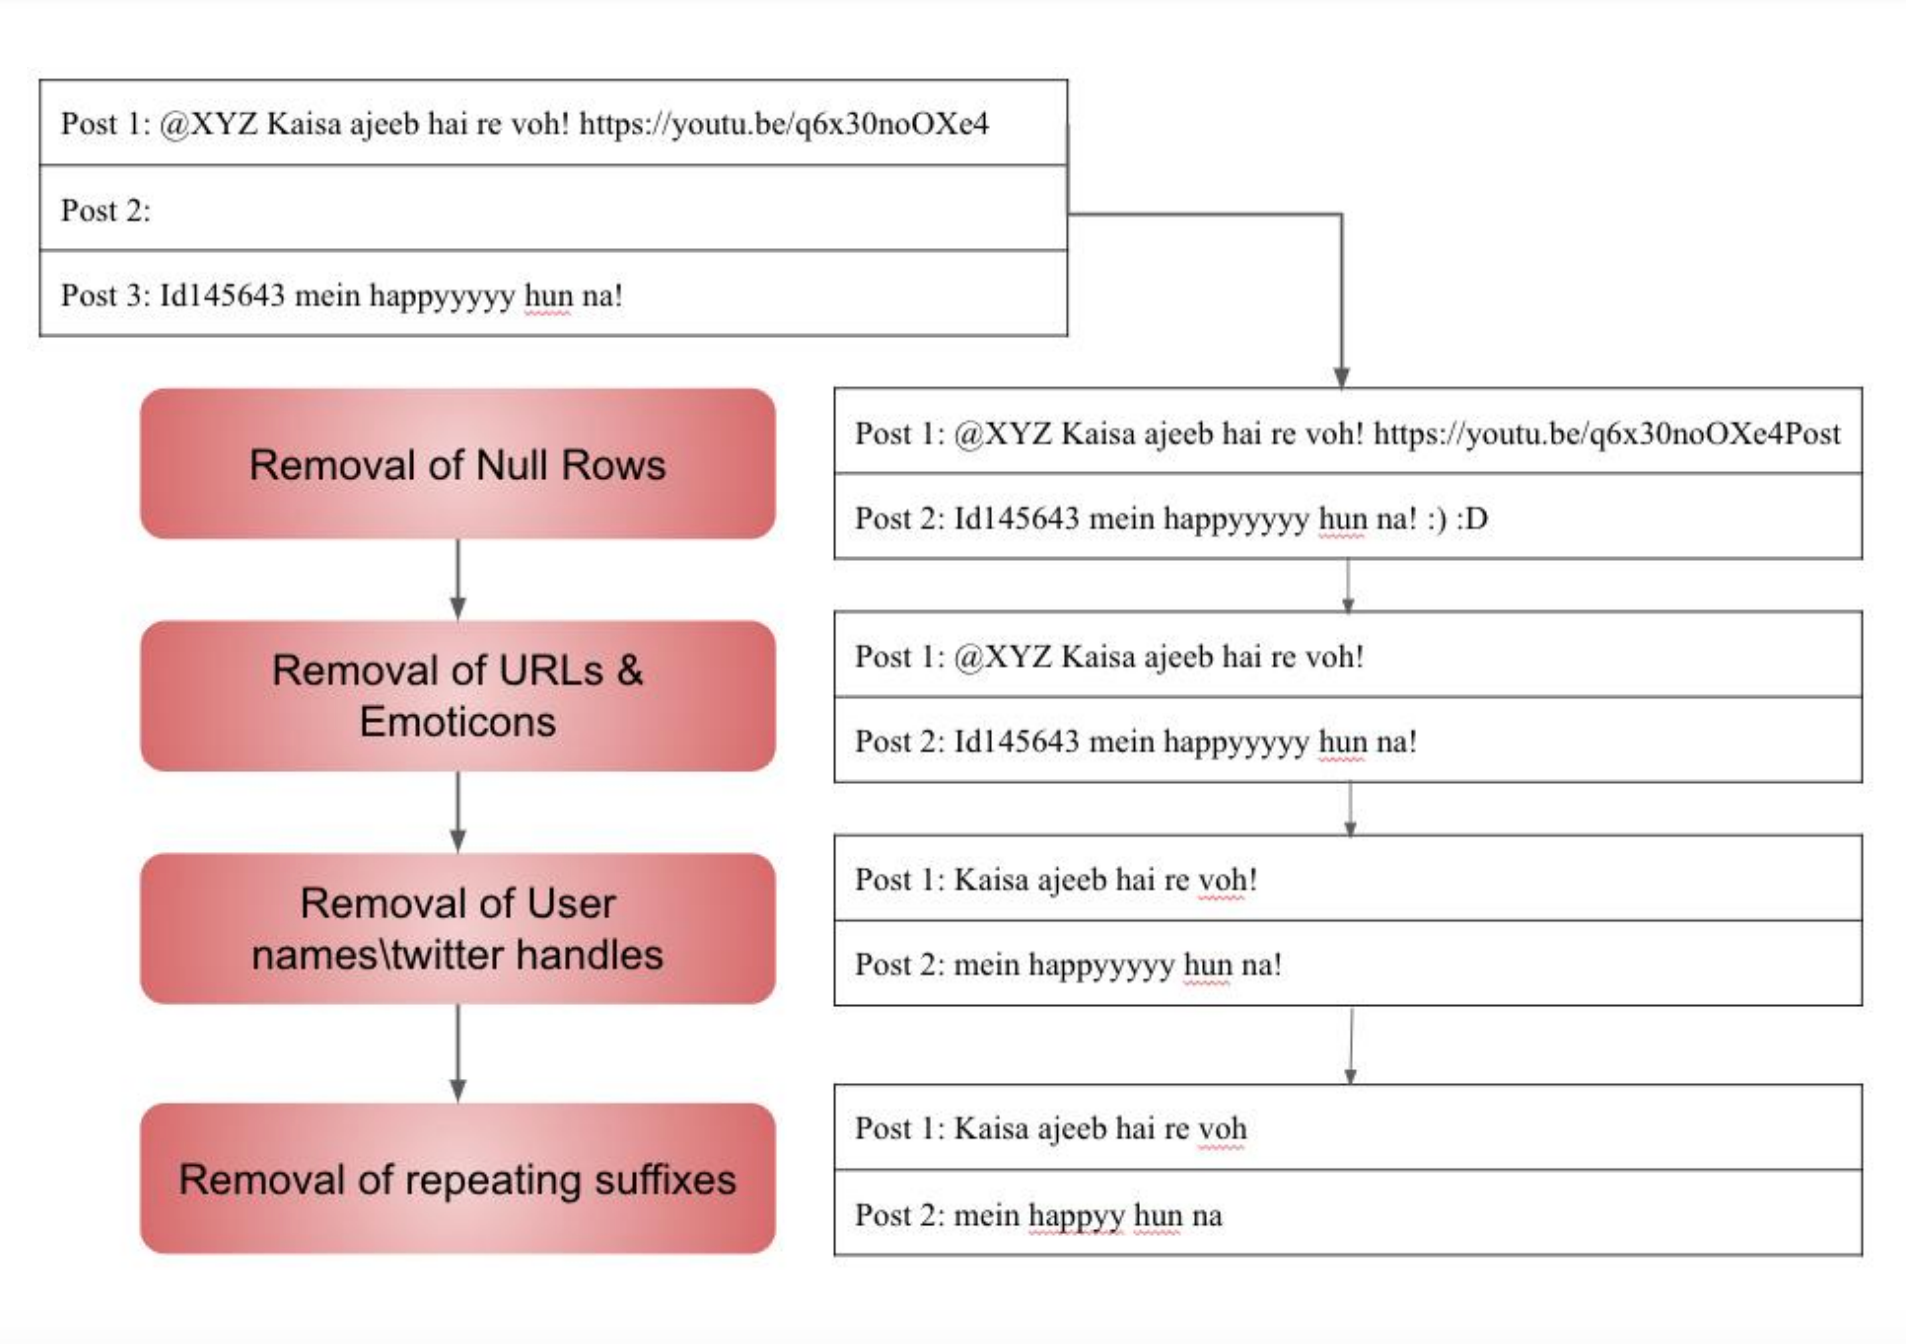 Post 1: @XYZ Kaisa ajeeb hai re voh! https://youtu.be/q6x30noOXe4
Post 2:
Post 3: Id145643 mein happyyyyy hun na!
Removal of Null Rows
Post 1: @XYZ Kaisa ajeeb hai re voh! https://youtu.be/q6x30noOXe4Post
Post 2: Id145643 mein happyyyyy hun na! :) :D
Removal of URLs &
Emoticons
Post 1: @XYZ Kaisa ajeeb hai re voh!
Post 2: Id145643 mein happyyyyy hun na!
Removal of User
names\twitter handles
Post 1: Kaisa ajeeb hai re voh!
Post 2: mein happyyyyy hun na!
Removal of repeating suffixes
Post 1: Kaisa ajeeb hai re voh
Post 2: mein happyy hun na